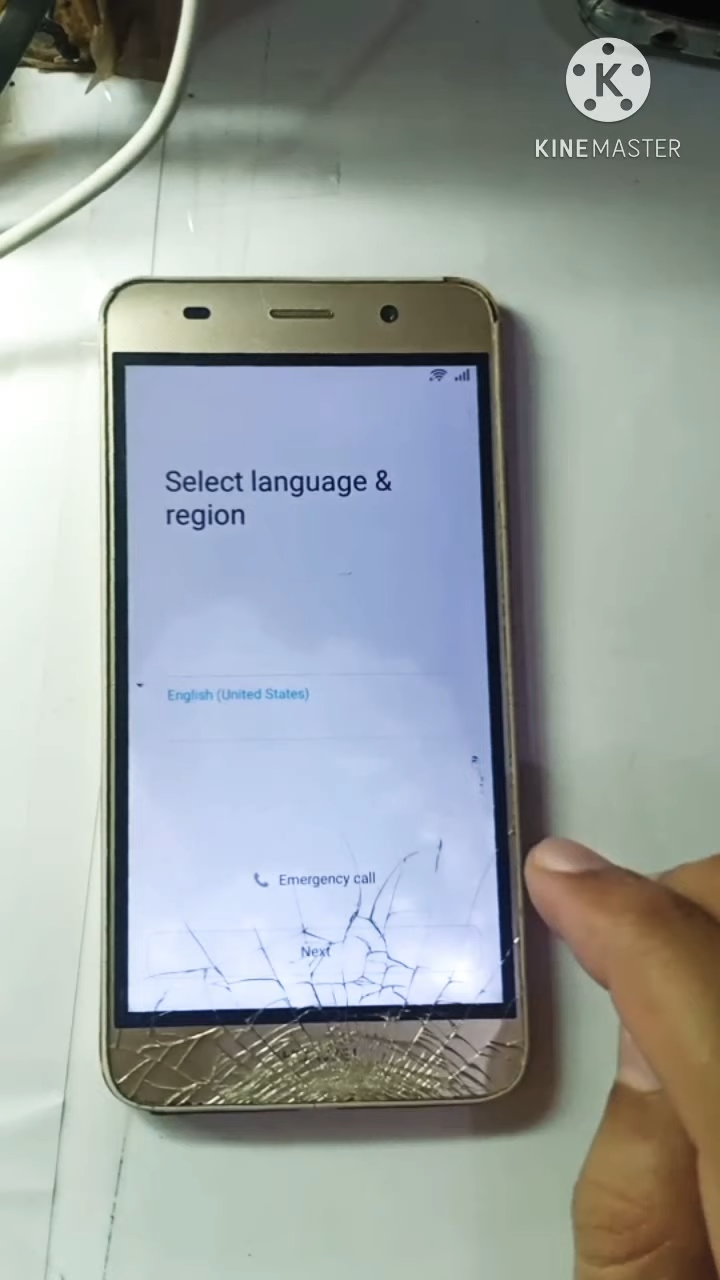 K
KINEMASTER
Select language &
region
English (United States)
Emergency call
Next